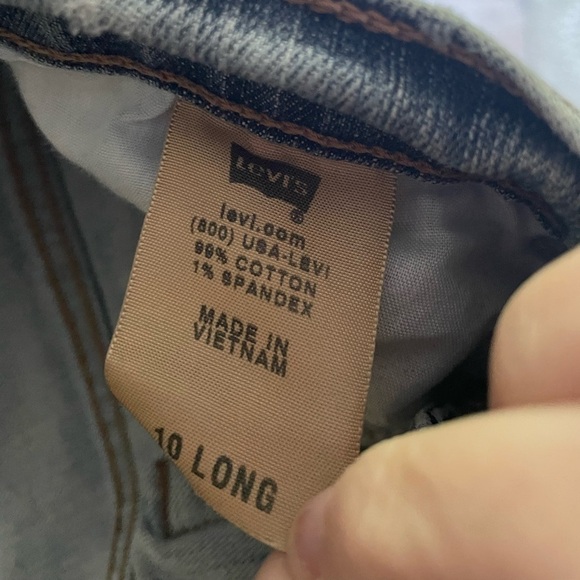 Levi's
®
levi.com
(800) USA-LEVI
99% COTTON
1% SPANDEX
MADE IN
VIETNAM
10 LONG